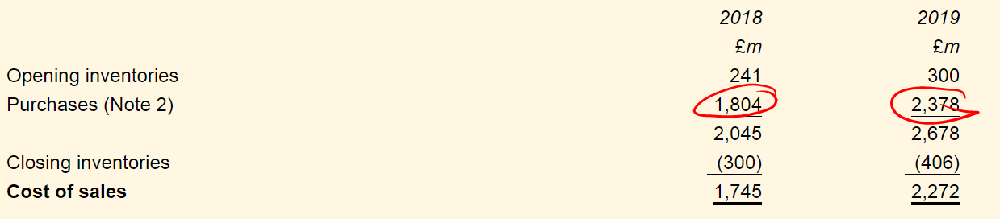 2018 2019
£m £m
Opening inventories 241 300
Purchases (Note 2) 1,804 2,378
2,045 2,678
Closing inventories (300) (406)
Cost of sales 1,745 2,272